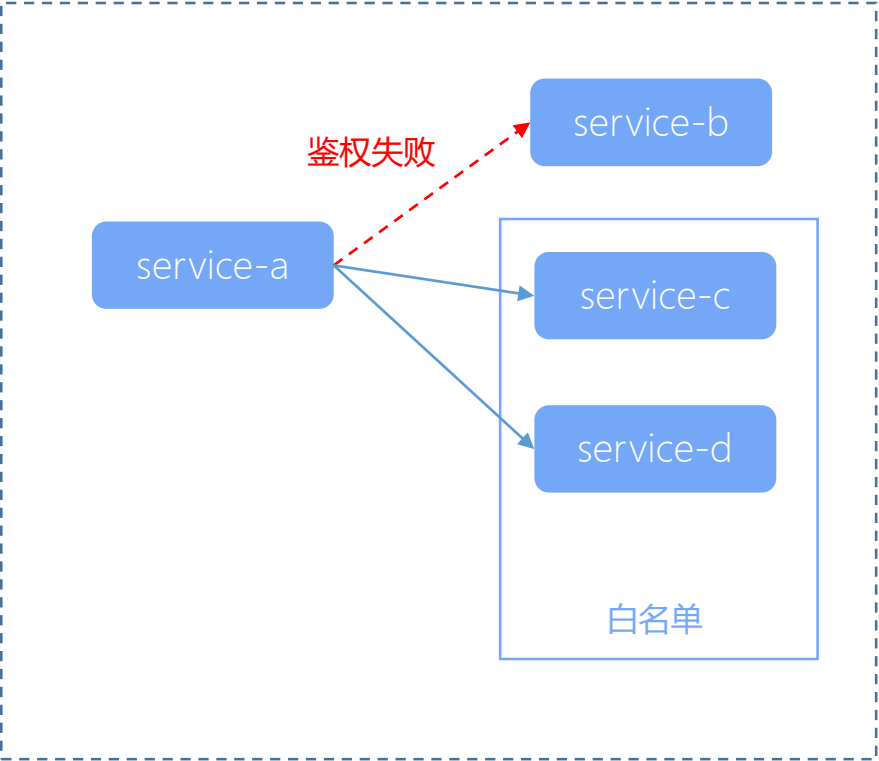 service-b
鉴权失败
service-a
service-c
service-d
白名单